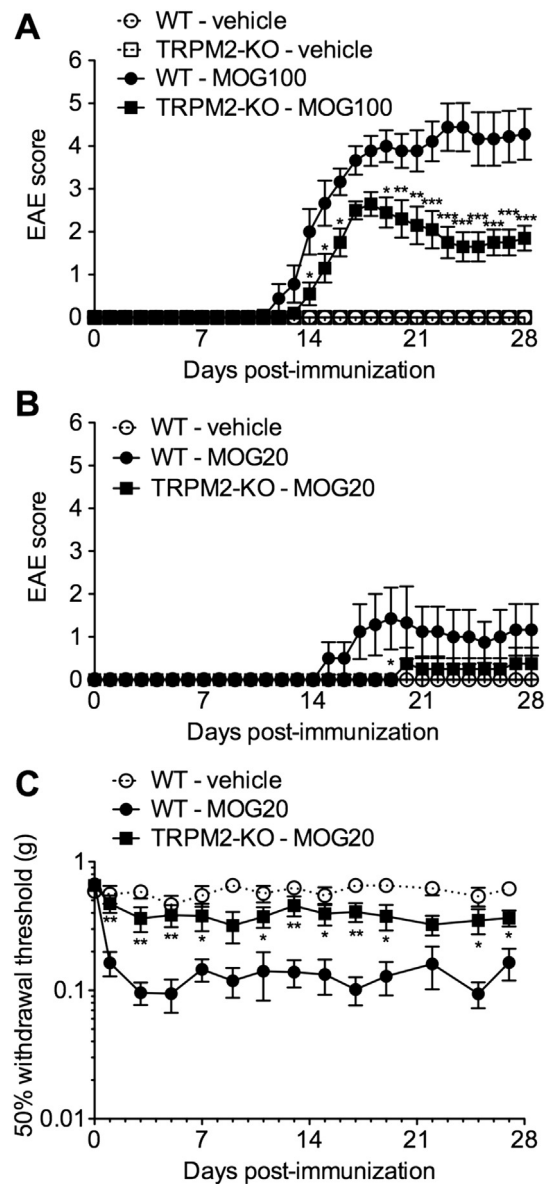 A
WT - vehicle
TRPM2-KO - vehicle
WT - MOG100
TRPM2-KO - MOG100
EAE score
6
5
4
3
2
1
0
* * * * ** ** *** *** *** *** *** *** ***
0 7 14 21 28
Days post-immunization
B
WT - vehicle
WT - MOG20
TRPM2-KO - MOG20
EAE score
6
5
4
3
2
1
0
*
0 7 14 21 28
Days post-immunization
C
WT - vehicle
WT - MOG20
TRPM2-KO - MOG20
50% withdrawal threshold (g)
1
0.1
0.01
** ** ** * * ** * ** * * *
0 7 14 21 28
Days post-immunization